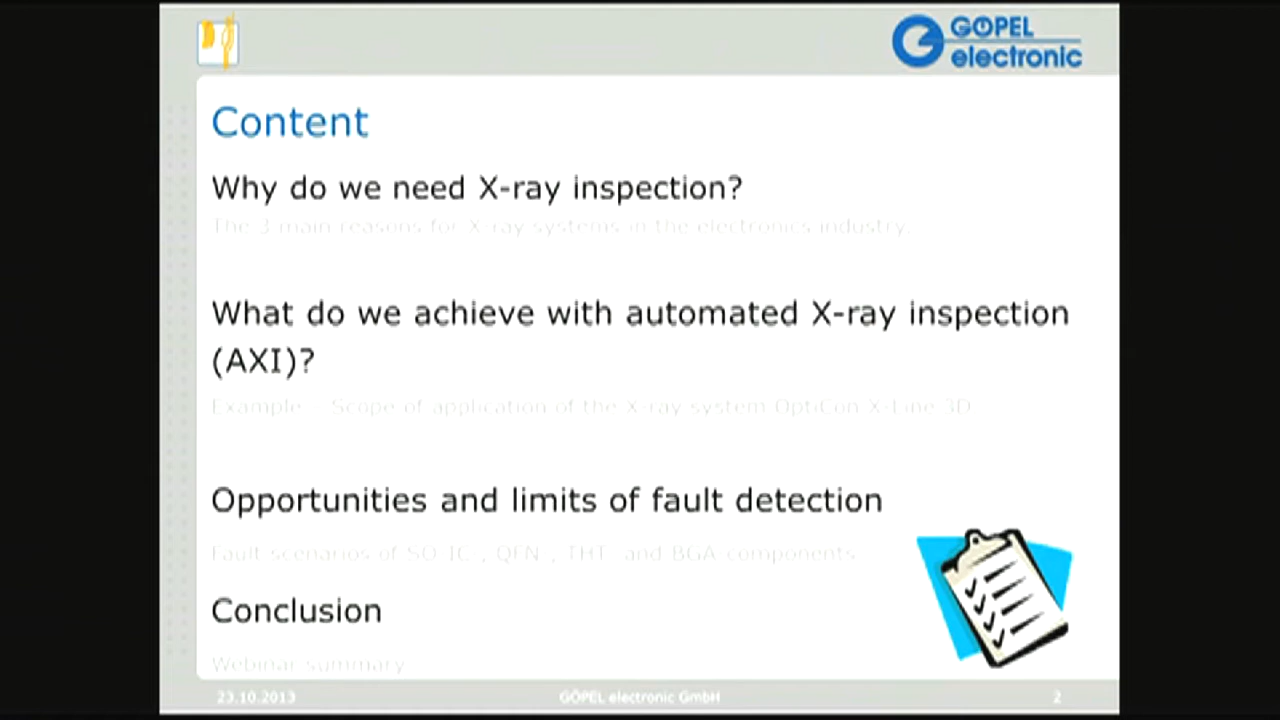 GÖPEL
electronic
Content
Why do we need X-ray inspection?
The 3 main reasons for X-ray systems in the electronics industry.
What do we achieve with automated X-ray inspection
(AXI)?
Example – Scope of application of the X-ray system OptiCon X-Line 3D
Opportunities and limits of fault detection
Fault scenarios of SO-IC-, QFN-, THT- and BGA-components
Conclusion
Webinar summary
23.10.2013
GÖPEL electronic GmbH
2